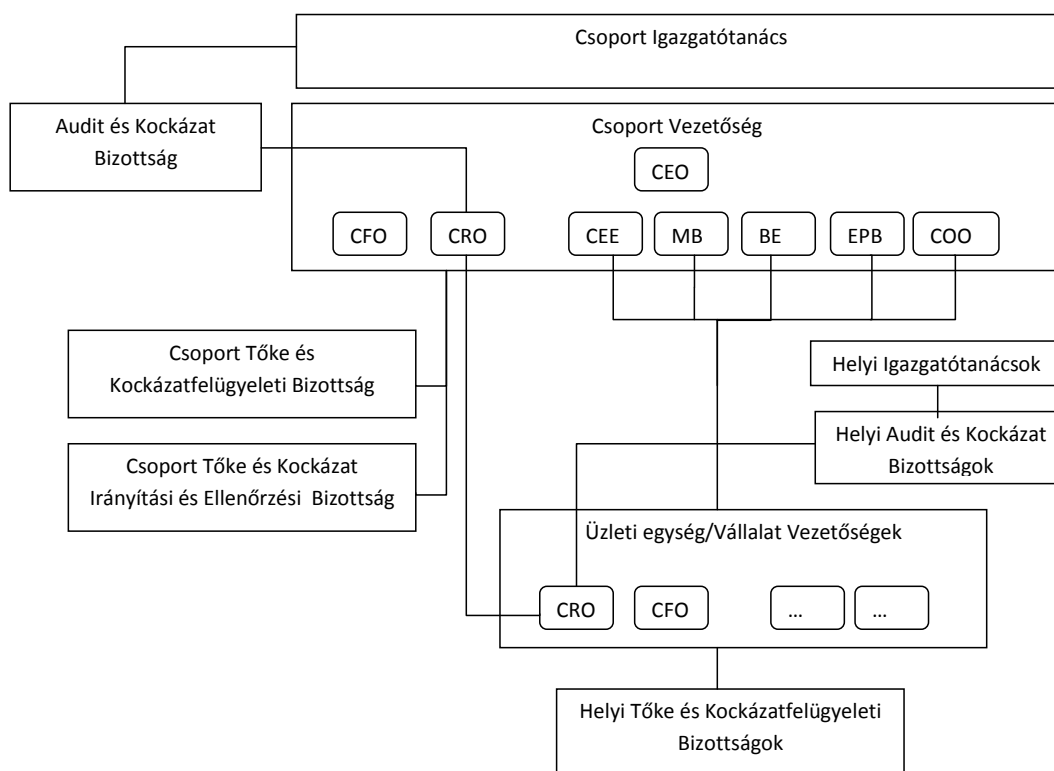 Csoport Igazgatótanács
Audit és Kockázat
Bizottság
Csoport Vezetőség
CEO
CFO
CRO
CEE
MB
BE
EPB
COO
Csoport Tőke és
Kockázatfelügyeleti Bizottság
Helyi Igazgatótanácsok
Helyi Audit és Kockázat
Bizottságok
Csoport Tőke és Kockázat
Irányítási és Ellenőrzési Bizottság
Üzleti egység/Vállalat Vezetőségek
CRO
CFO
...
...
Helyi Tőke és Kockázatfelügyeleti
Bizottságok